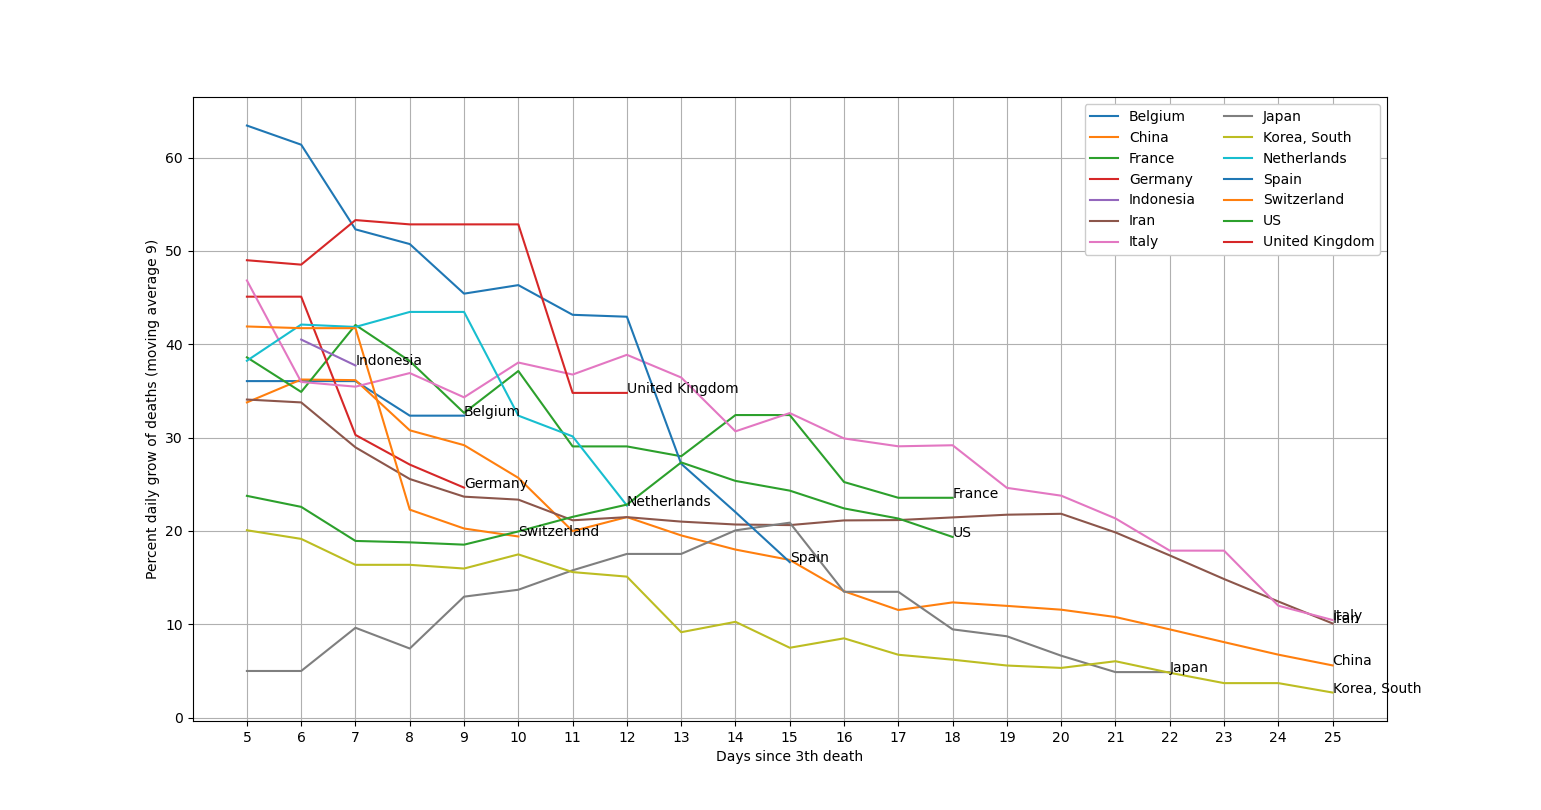 Belgium
China
France
Germany
Indonesia
Iran
Italy
Japan
Korea, South
Netherlands
Spain
Switzerland
US
United Kingdom
60
50
40
30
20
10
0
Percent daily grow of deaths (moving average 9)
Indonesia
United Kingdom
Belgium
Germany
France
Netherlands
Switzerland
US
Spain
Italy
Iran
China
Japan
Korea, South
5 6 7 8 9 10 11 12 13 14 15 16 17 18 19 20 21 22 23 24 25
Days since 3th death